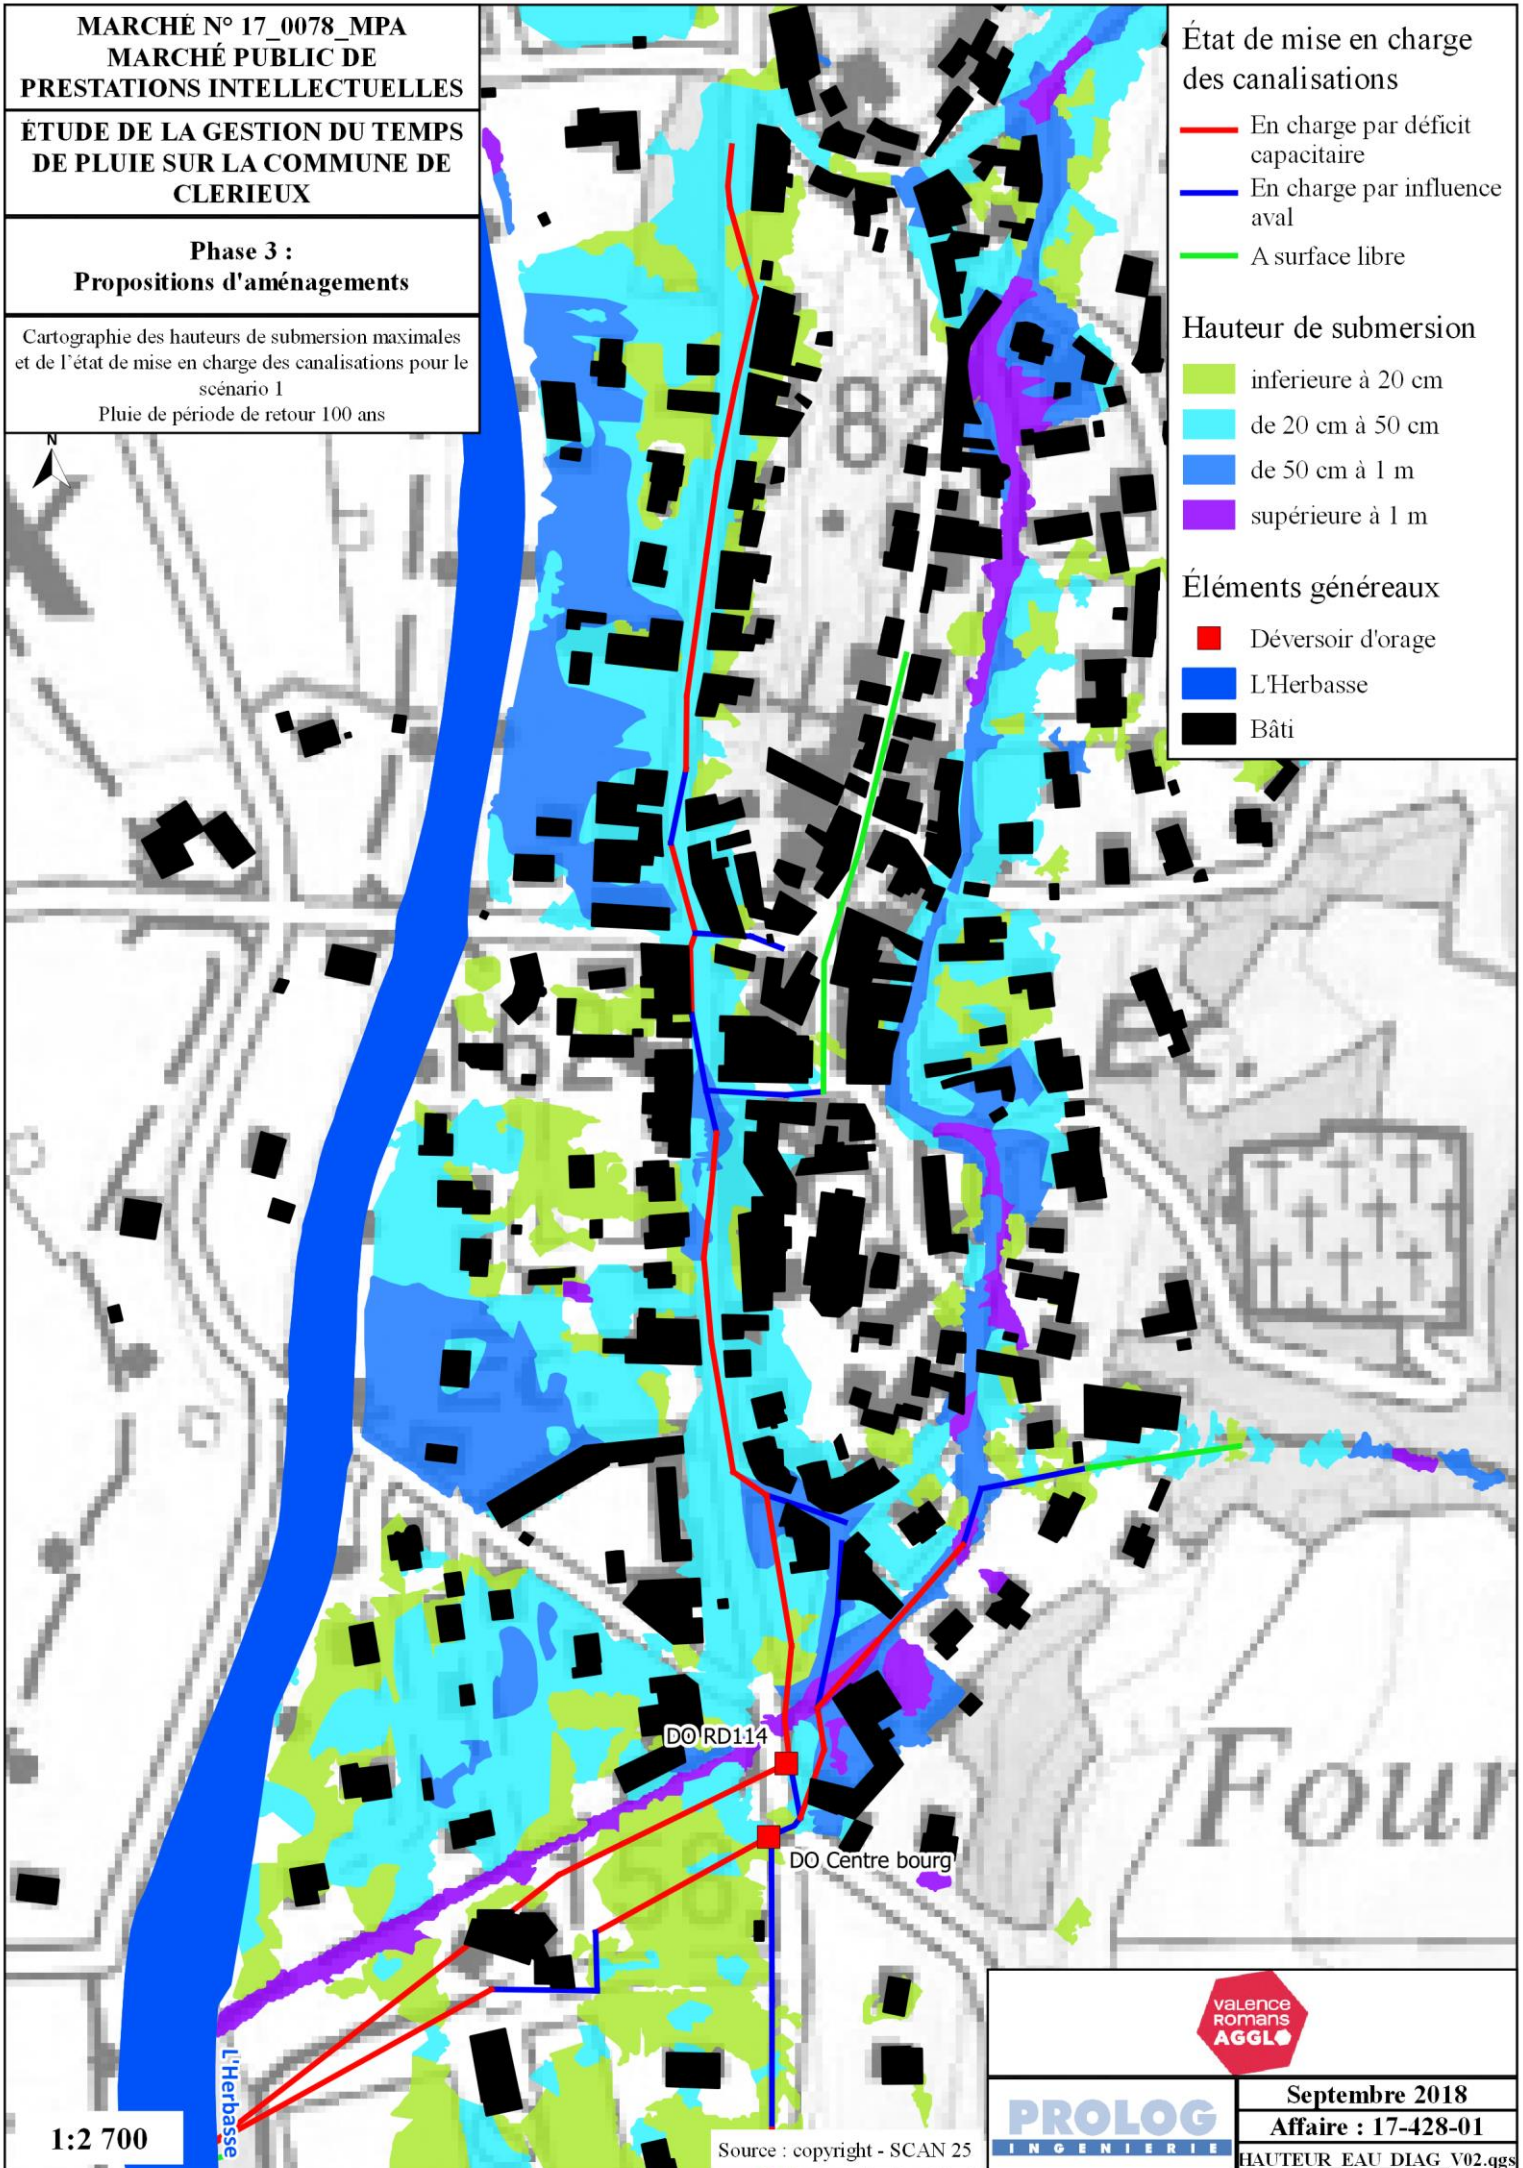 MARCHÉ N° 17_0078_MPA
MARCHÉ PUBLIC DE
PRESTATIONS INTELLECTUELLES
ÉTUDE DE LA GESTION DU TEMPS
DE PLUIE SUR LA COMMUNE DE
CLERIEUX
Phase 3 :
Propositions d'aménagements
Cartographie des hauteurs de submersion maximales
et de l'état de mise en charge des canalisations pour le
scénario 1
Pluie de période de retour 100 ans
N
État de mise en charge
des canalisations
En charge par déficit
capacitaire
En charge par influence
aval
A surface libre
Hauteur de submersion
inferieure à 20 cm
de 20 cm à 50 cm
de 50 cm à 1 m
supérieure à 1 m
Éléments généreaux
Déversoir d'orage
L'Herbasse
Bâti
82
DO RD114
DO Centre bourg
58
Four
L'Herbasse
1:2 700
Source : copyright - SCAN 25
valence
Romans
AGGLO
PROLOG
INGENIERIE
Septembre 2018
Affaire : 17-428-01
HAUTEUR_EAU_DIAG_V02.qgs